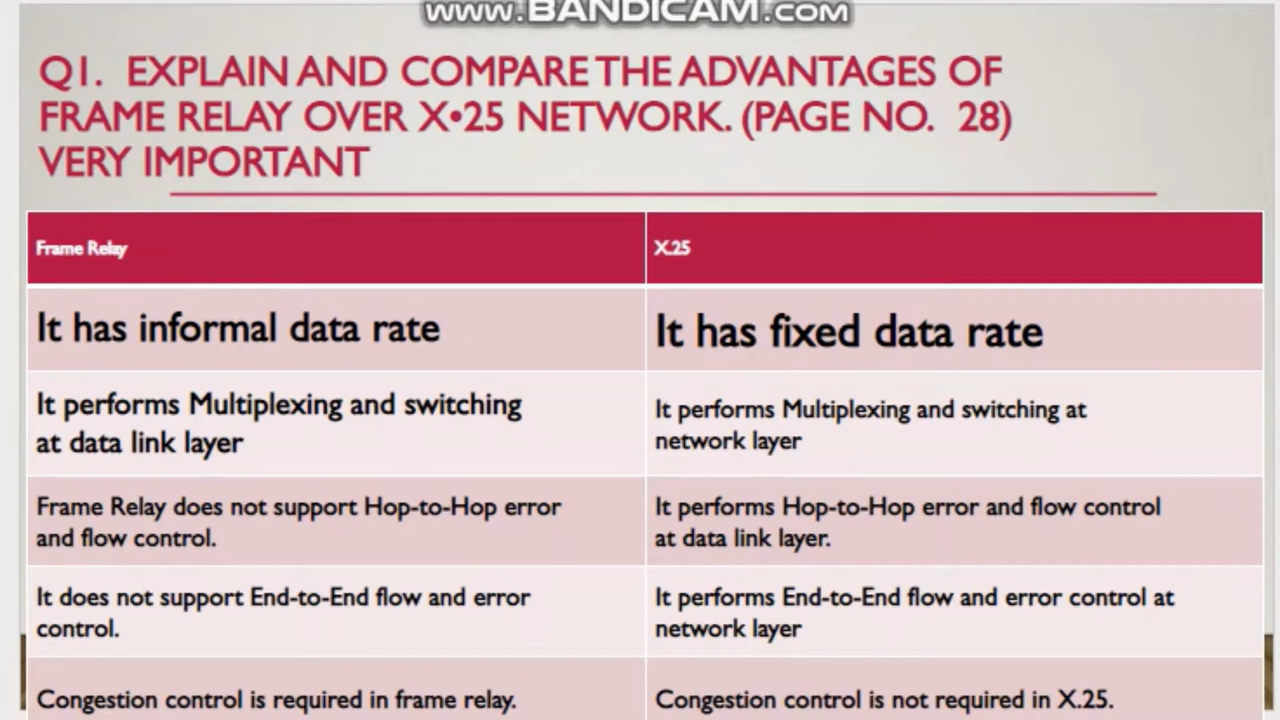 www.BANDICAM.com
Q1. EXPLAIN AND COMPARE THE ADVANTAGES OF
FRAME RELAY OVER X•25 NETWORK. (PAGE NO. 28)
VERY IMPORTANT
Frame Relay
X.25
It has informal data rate
It has fixed data rate
It performs Multiplexing and switching
at data link layer
It performs Multiplexing and switching at
network layer
Frame Relay does not support Hop-to-Hop error
and flow control.
It performs Hop-to-Hop error and flow control
at data link layer.
It does not support End-to-End flow and error
control.
It performs End-to-End flow and error control at
network layer
Congestion control is required in frame relay.
Congestion control is not required in X.25.